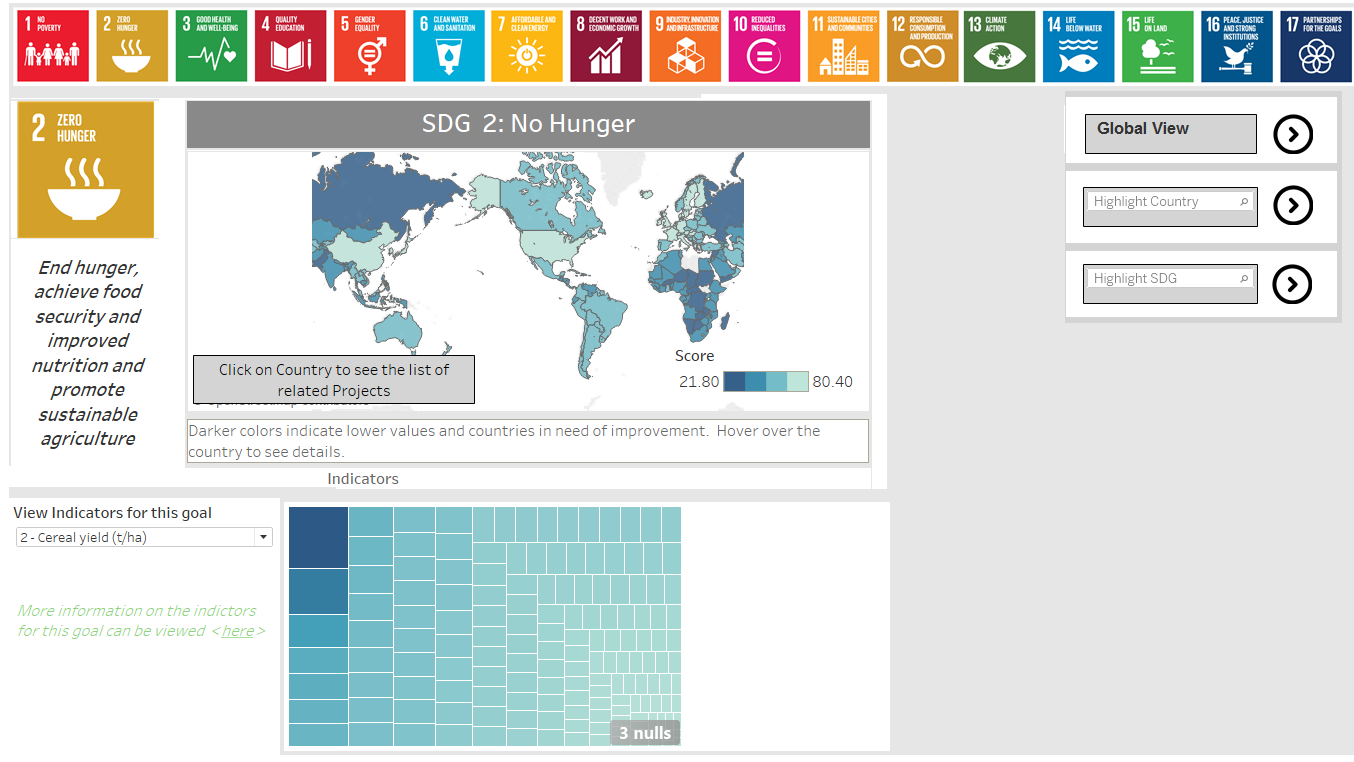 1 NO
POVERTY
2 ZERO
HUNGER
3 GOOD HEALTH
AND WELL-BEING
4 QUALITY
EDUCATION
5 GENDER
EQUALITY
6 CLEAN WATER
AND SANITATION
7 AFFORDABLE AND
CLEAN ENERGY
8 DECENT WORK AND
ECONOMIC GROWTH
9 INDUSTRY, INNOVATION
AND INFRASTRUCTURE
10 REDUCED
INEQUALITIES
11 SUSTAINABLE CITIES
AND COMMUNITIES
12 RESPONSIBLE
CONSUMPTION
AND PRODUCTION
13 CLIMATE
ACTION
14 LIFE
BELOW WATER
15 LIFE
ON LAND
16 PEACE, JUSTICE
AND STRONG
INSTITUTIONS
17 PARTNERSHIPS
FOR THE GOALS
2 ZERO
HUNGER
End hunger,
achieve food
security and
improved
nutrition and
promote
sustainable
agriculture
SDG 2: No Hunger
Score
21.80 80.40
Click on Country to see the list of
related Projects
Darker colors indicate lower values and countries in need of improvement. Hover over the
country to see details.
Indicators
Global View
Highlight Country
Highlight SDG
View Indicators for this goal
2 - Cereal yield (t/ha)
More information on the indictors
for this goal can be viewed <here>
3 nulls